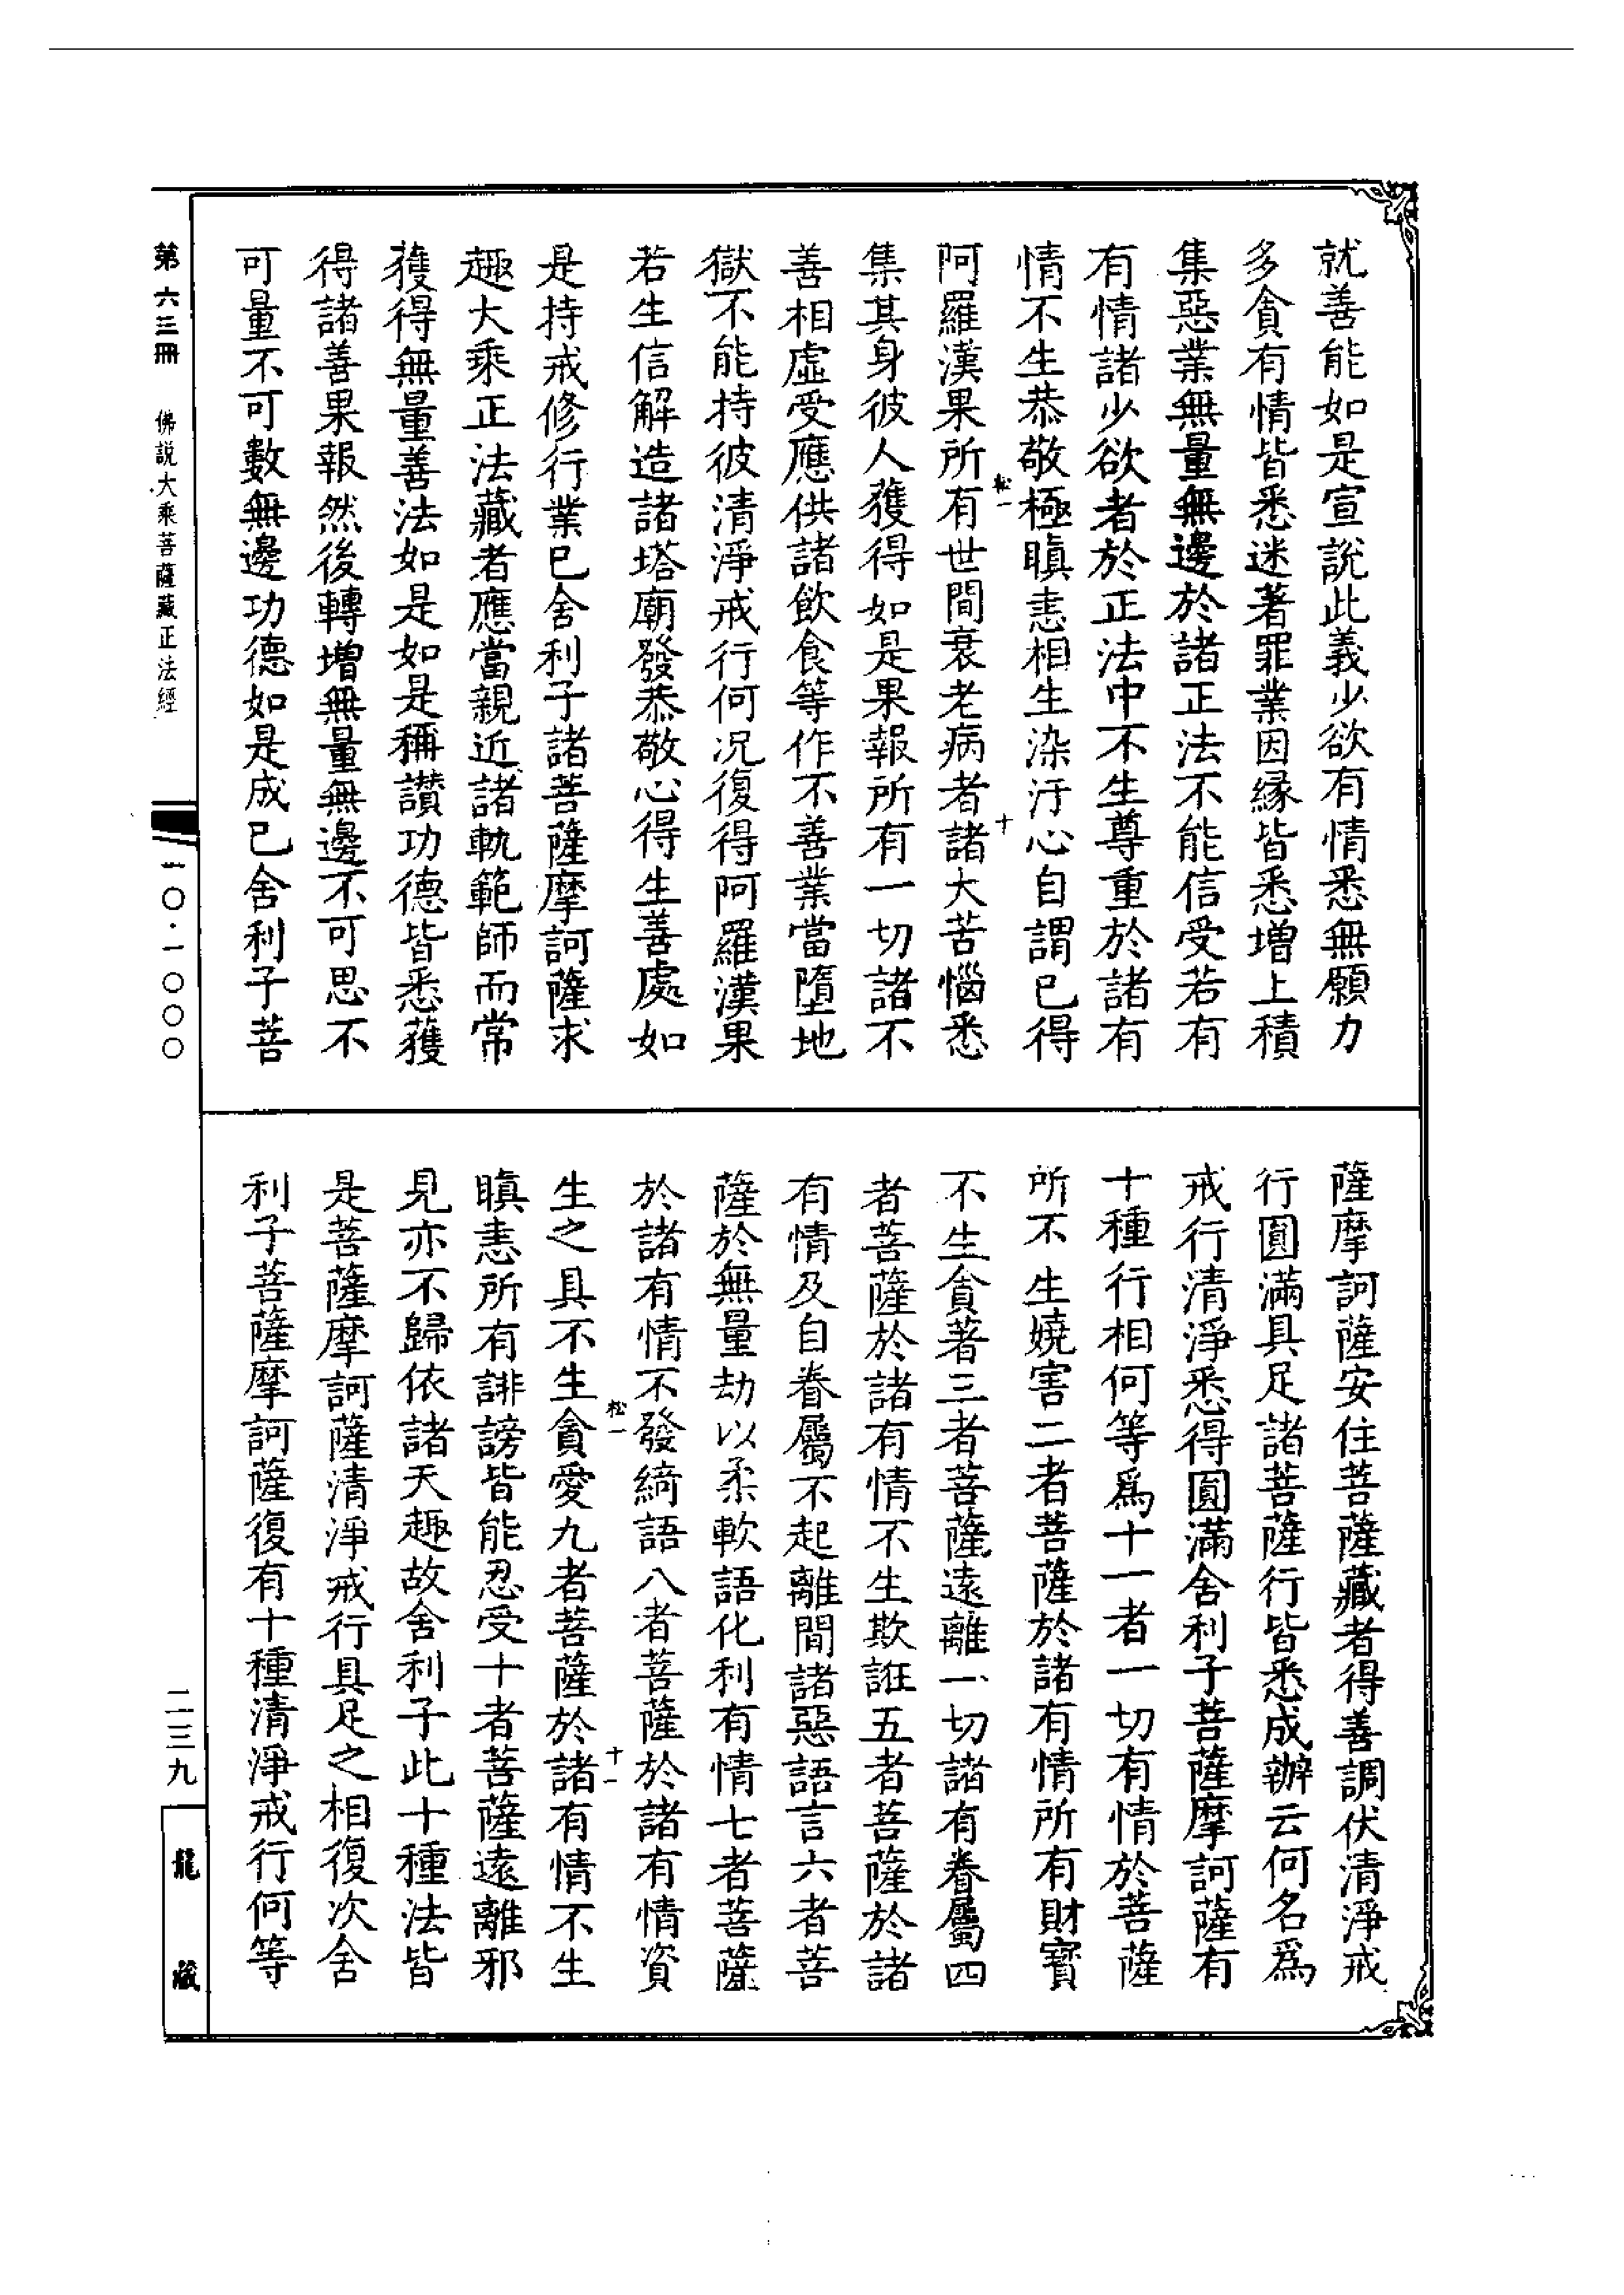 就善能如是宣說此義少欲有情悉無願力
多貪有情皆悉迷著罪業因緣皆悉增上積
集惡業無量無邊於諸正法不能信受若有
有情諸少欲者於正法中不生尊重於諸有
情不生恭敬極瞋恚相生染汙心自謂已得
松一
十
阿羅漢果所有世間衰老病者諸大苦惱悉
集其身彼人獲得如是果報所有一切諸不
善相虛受應供諸飲食等作不善業當墮地
獄不能持彼清淨戒行何況復得阿羅漢果
若生信解造諸塔廟發恭敬心得生善處如
是持戒修行業已舍利子諸菩薩摩訶薩求
趣大乘正法藏者應當親近諸軌範師而常
獲得無量善法如是如是稱讚功德皆悉獲
得諸善果報然後轉增無量無邊不可思不
可量不可數無邊功德如是成已舍利子菩
薩摩訶薩安住菩薩藏者得善調伏清淨戒
行圓滿具足諸菩薩行皆悉成辦云何名為
戒行清淨悉得圓滿舍利子菩薩摩訶薩有
十種行相何等爲十一者一切有情於菩薩
所不生嬈害二者菩薩於諸有情所有財寳
不生貪著三者菩薩遠離一切諸有眷屬四
者菩薩於諸有情不生欺誑五者菩薩於諸
有情及自眷屬不起離間諸惡語言六者菩
薩於無量劫以柔軟語化利有情七者菩薩
於諸有情不發綺語八者菩薩於諸有情資
松一
十一
生之具不生貪愛九者菩薩於諸有情不生
瞋恚所有誹謗皆能忍受十者菩薩遠離邪
見亦不歸依諸天趣故舍利子此十種法皆
是菩薩摩訶薩清淨戒行具足之相復次舍
利子菩薩摩訶薩復有十種清淨戒行何等
第六三冊 佛説大乘菩薩藏正法經
一〇·一〇〇〇
二三九
龍藏